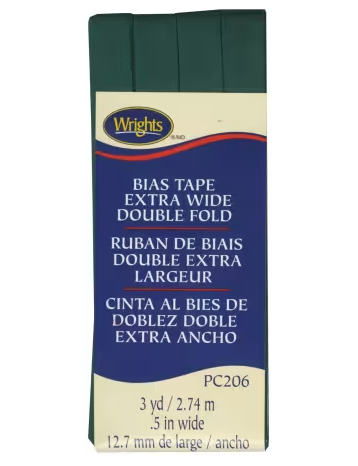 Wrights
BIAS TAPE
EXTRA WIDE
DOUBLE FOLD
RUBAN DE BIAIS
DOUBLE EXTRA
LARGEUR
CINTA AL BIES DE
DOBLEZ DOBLE
EXTRA ANCHO
PC206
3 yd / 2.74 m
.5 in wide
12.7 mm de large / ancho